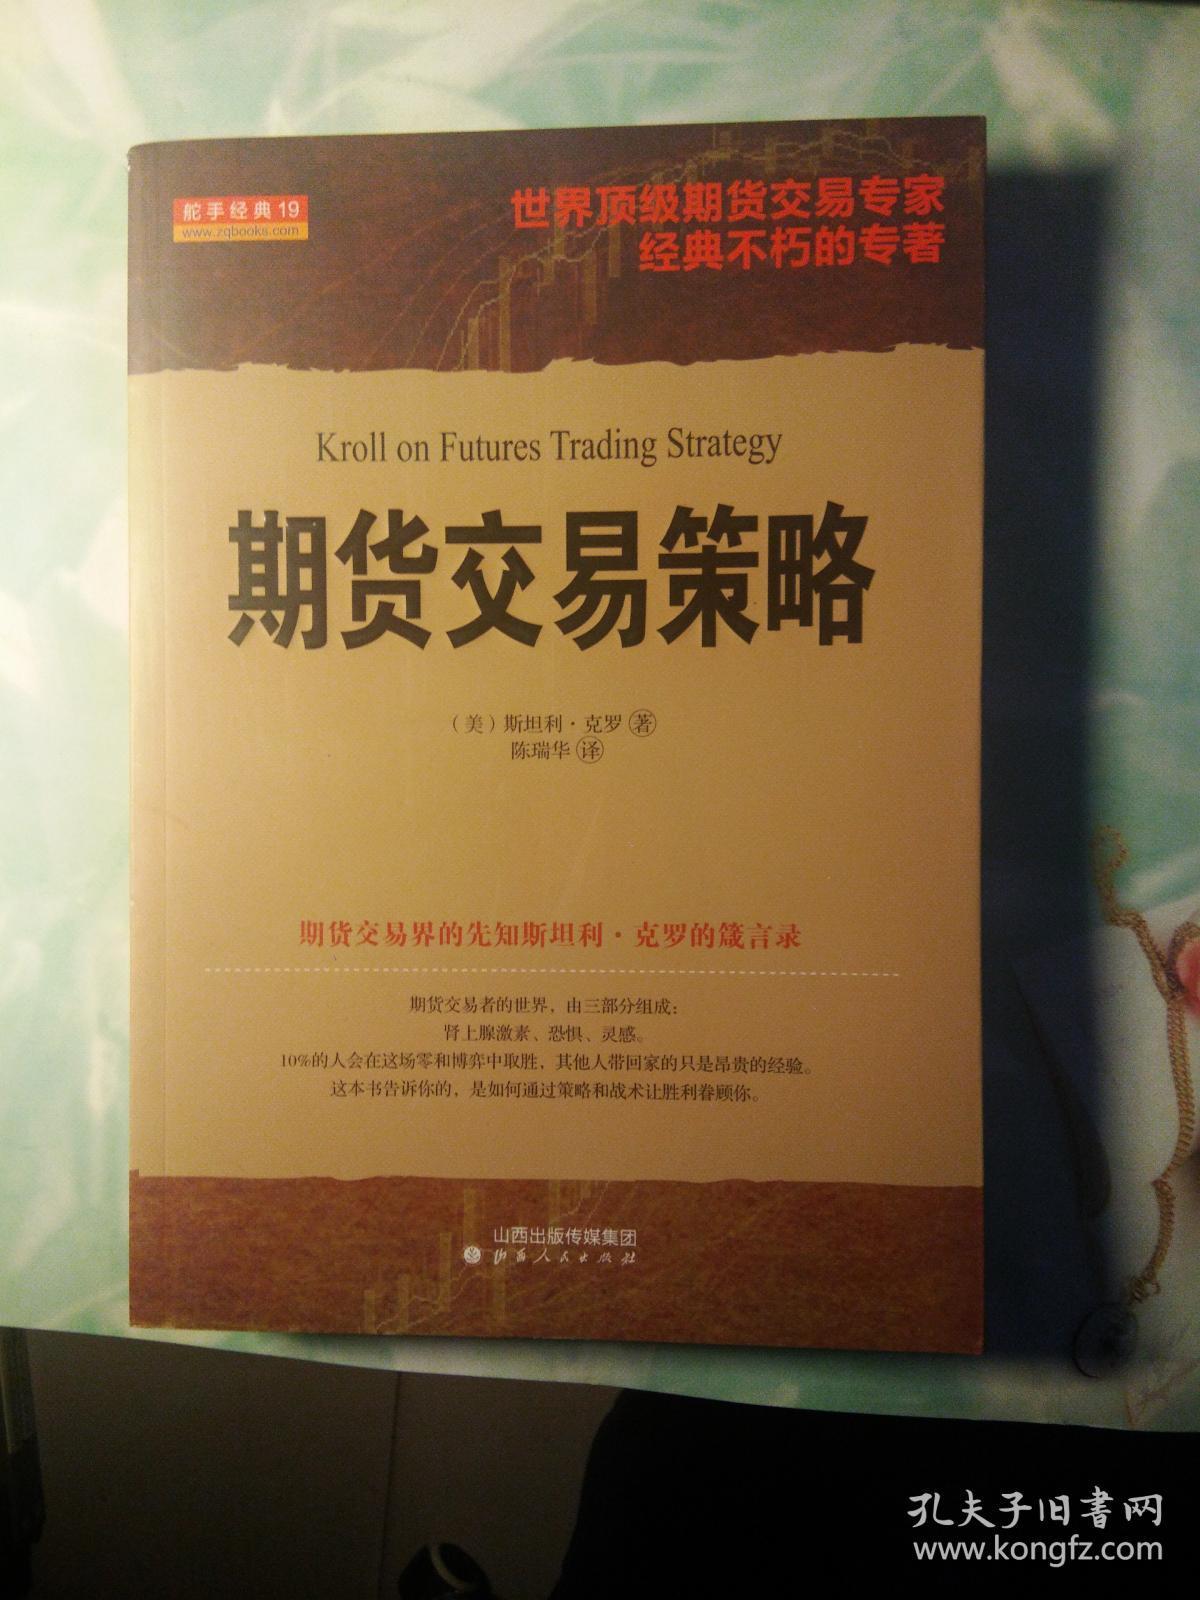 舵手经典19
www.zqbooks.com
世界顶级期货交易专家
经典不朽的专著
Kroll on Futures Trading Strategy
期货交易策略
（美）斯坦利·克罗 著
陈瑞华 译
期货交易界的先知斯坦利·克罗的箴言录
期货交易者的世界，由三部分组成：
肾上腺激素、恐惧、灵感。
10%的人会在这场零和博弈中取胜，其他人带回家的只是昂贵的经验。
这本书告诉你的，是如何通过策略和战术让胜利眷顾你。
山西出版传媒集团
山西人民出版社
孔夫子旧書网
www.kongfz.com